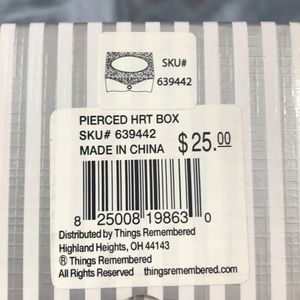 SKU#
639442
PIERCED HRT BOX
SKU# 639442
MADE IN CHINA
$25.00
8 25008 19863 0
Distributed by Things Remembered
Highland Heights, OH 44143
® Things Remembered
All Rights Reserved thingsremembered.com